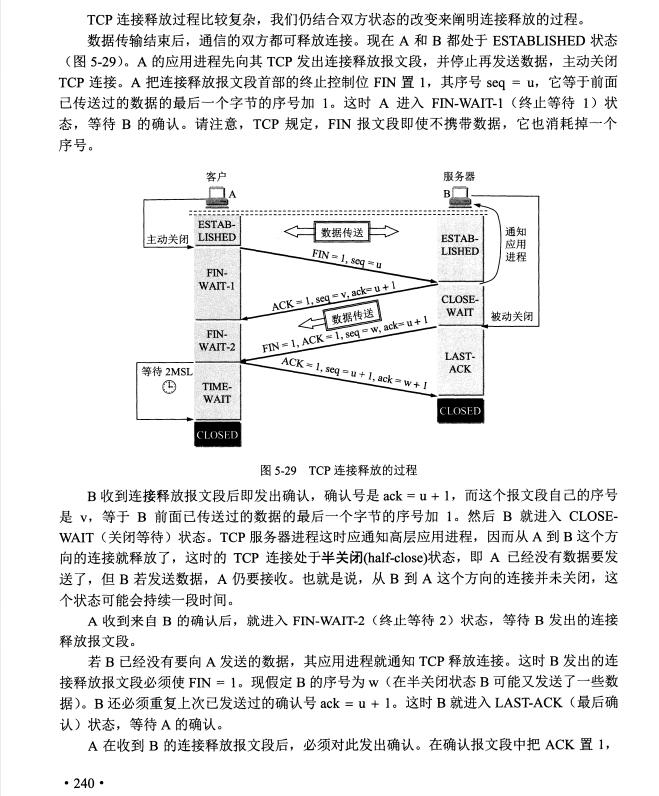 TCP 连接释放过程比较复杂，我们仍结合双方状态的改变来阐明连接释放的过程。
数据传输结束后，通信的双方都可释放连接。现在 A 和 B 都处于 ESTABLISHED 状态
（图 5-29）。A 的应用进程先向其 TCP 发出连接释放报文段，并停止再发送数据，主动关闭
TCP 连接。A 把连接释放报文段首部的终止控制位 FIN 置 1，其序号 seq = u，它等于前面
已传送过的数据的最后一个字节的序号加 1。这时 A 进入 FIN-WAIT-1（终止等待 1）状
态，等待 B 的确认。请注意，TCP 规定，FIN 报文段即使不携带数据，它也消耗掉一个
序号。
客户
服务器
A
B
ESTAB-
LISHED
数据传送
ESTAB-
LISHED
通知
应用
进程
主动关闭
FIN = 1, seq = u
FIN-
WAIT-1
ACK = 1, seq = v, ack= u + 1
CLOSE-
WAIT
数据传送
被动关闭
FIN-
WAIT-2
FIN = 1, ACK = 1, seq = w, ack= u + 1
LAST-
ACK
ACK = 1, seq = u + 1, ack = w + 1
等待 2MSL
TIME-
WAIT
CLOSED
CLOSED
图 5-29 TCP 连接释放的过程
B 收到连接释放报文段后即发出确认，确认号是 ack = u + 1，而这个报文段自己的序号
是 v，等于 B 前面已传送过的数据的最后一个字节的序号加 1。然后 B 就进入 CLOSE-
WAIT（关闭等待）状态。TCP 服务器进程这时应通知高层应用进程，因而从 A 到 B 这个方
向的连接就释放了，这时的 TCP 连接处于半关闭(half-close)状态，即 A 已经没有数据要发
送了，但 B 若发送数据，A 仍要接收。也就是说，从 B 到 A 这个方向的连接并未关闭，这
个状态可能会持续一段时间。
A 收到来自 B 的确认后，就进入 FIN-WAIT-2（终止等待 2）状态，等待 B 发出的连接
释放报文段。
若 B 已经没有要向 A 发送的数据，其应用进程就通知 TCP 释放连接。这时 B 发出的连
接释放报文段必须使 FIN = 1。现假定 B 的序号为 w（在半关闭状态 B 可能又发送了一些数
据）。B 还必须重复上次已发送过的确认号 ack = u + 1。这时 B 就进入 LAST-ACK（最后确
认）状态，等待 A 的确认。
A 在收到 B 的连接释放报文段后，必须对此发出确认。在确认报文段中把 ACK 置 1，
· 240 ·